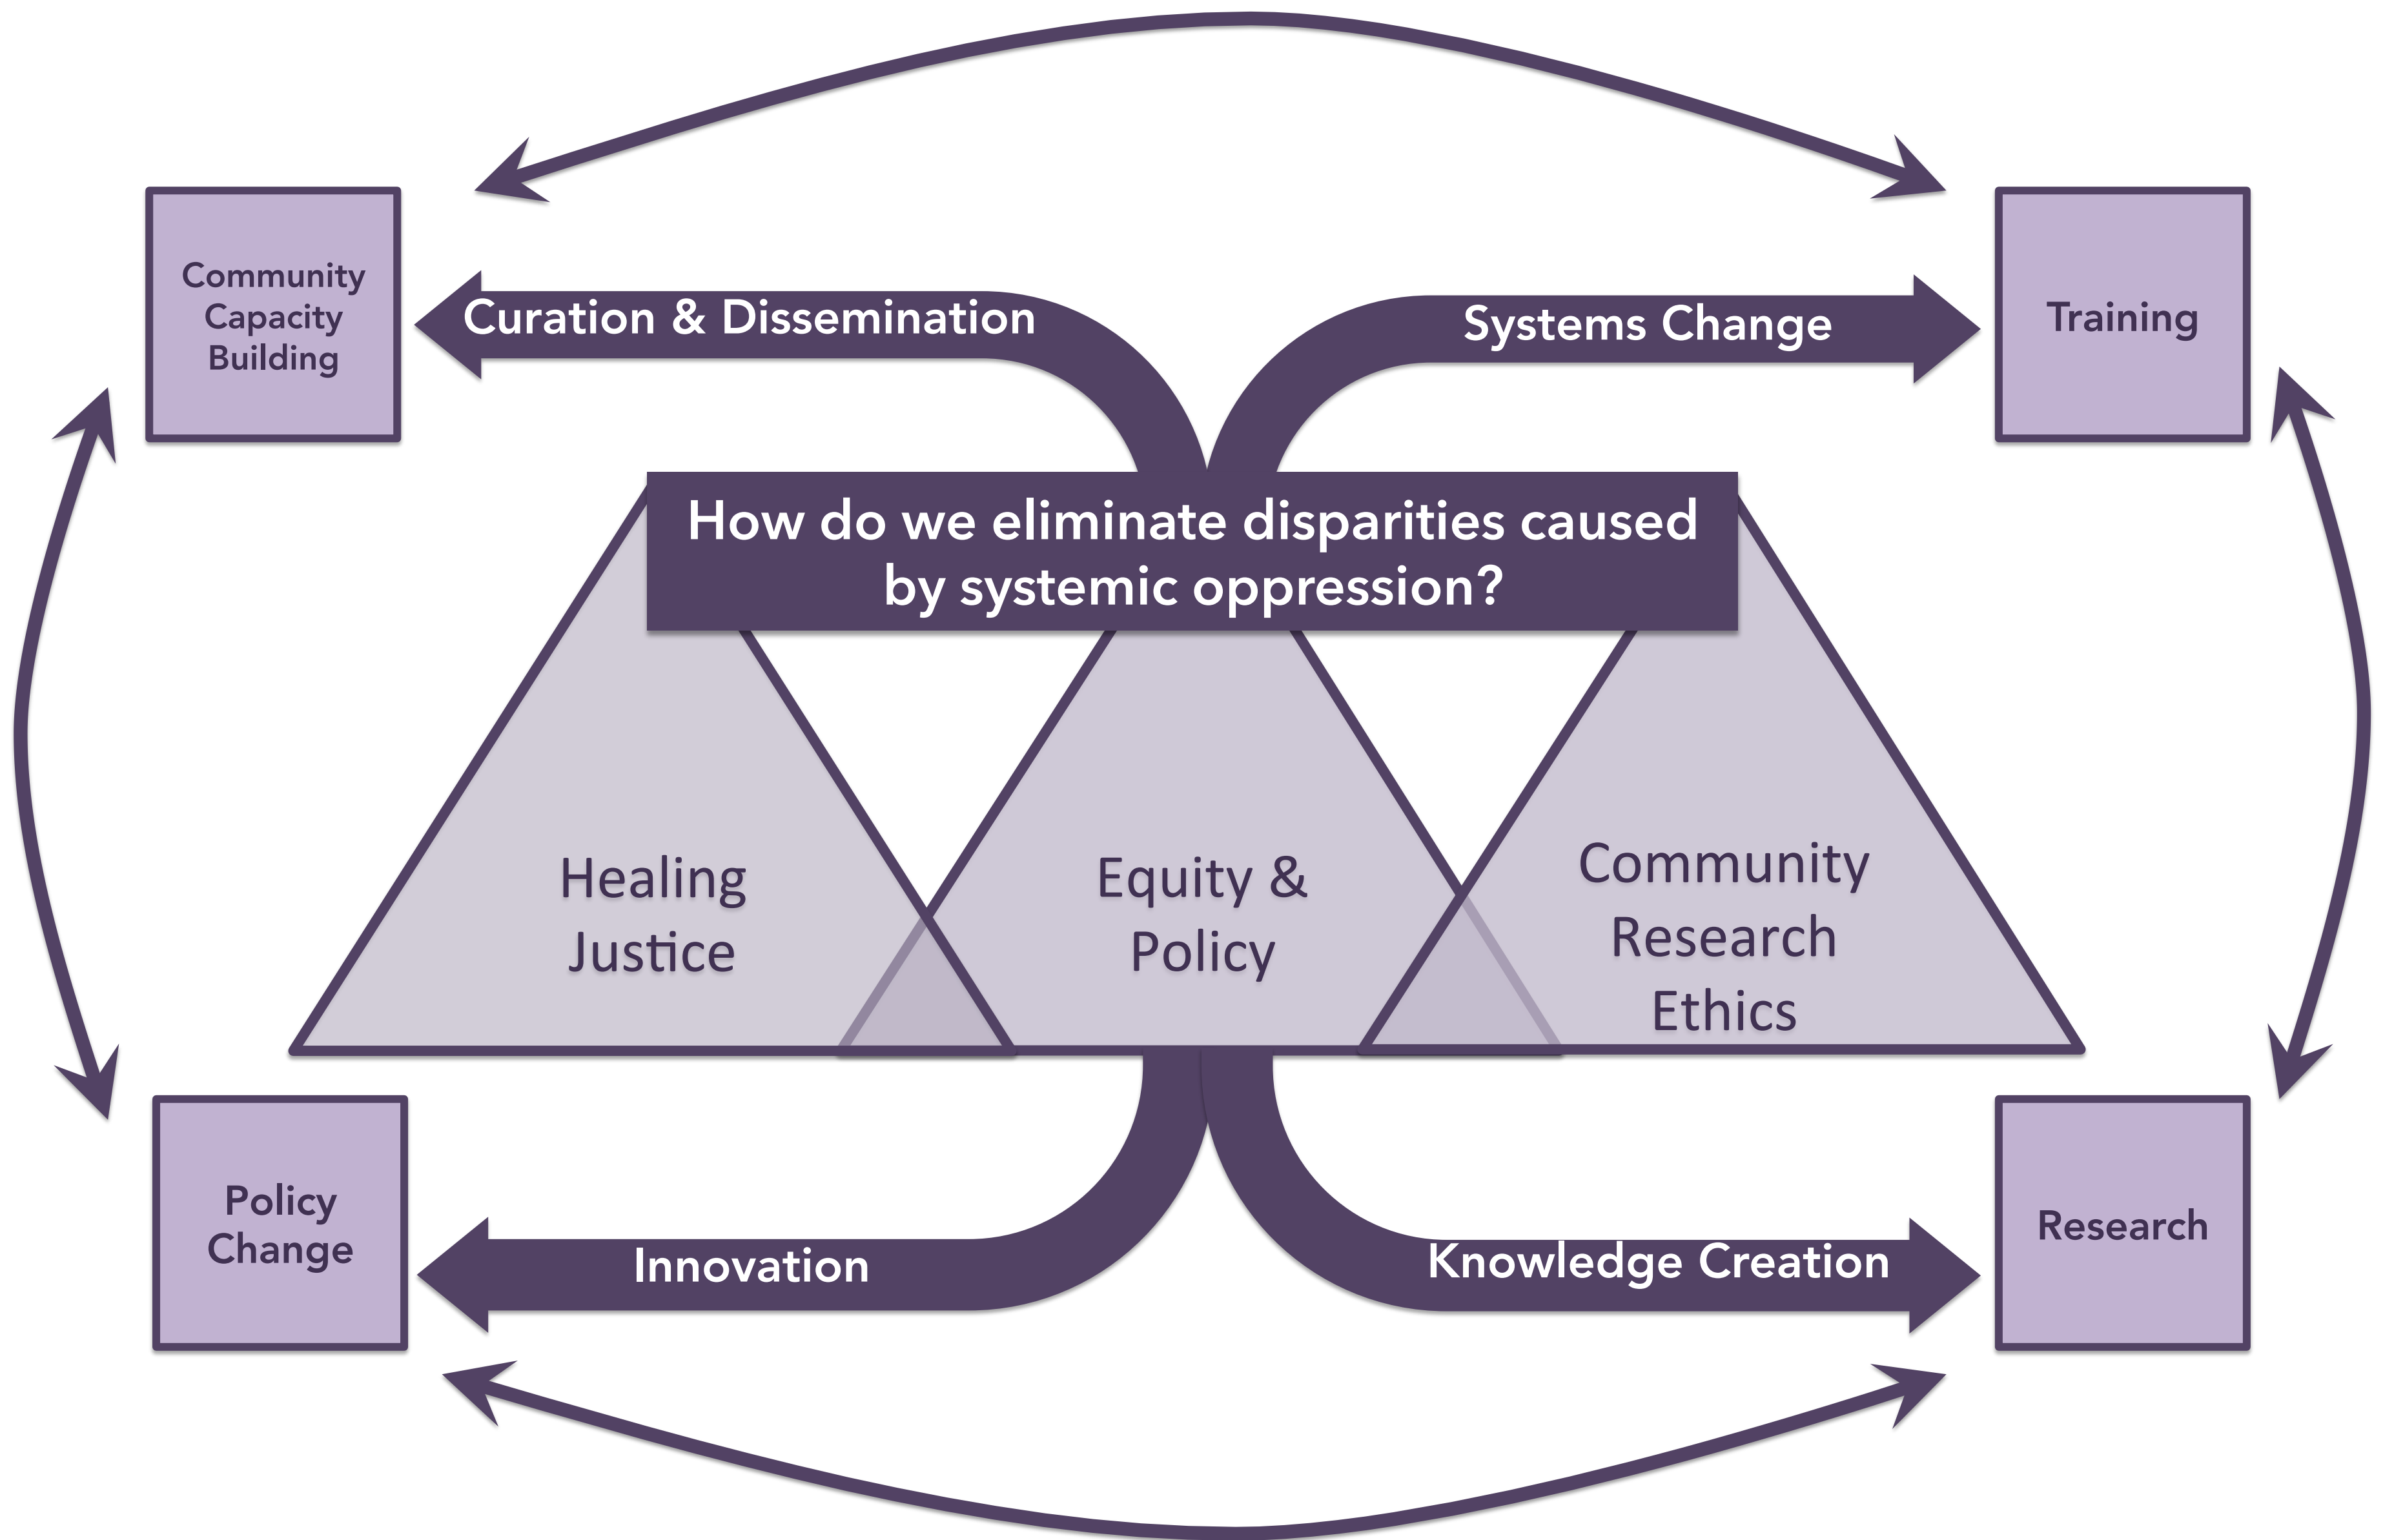 Community
Capacity
Building
Curation & Dissemination
Systems Change
Training
How do we eliminate disparities caused
by systemic oppression?
Healing
Justice
Equity &
Policy
Community
Research
Ethics
Policy
Change
Innovation
Knowledge Creation
Research